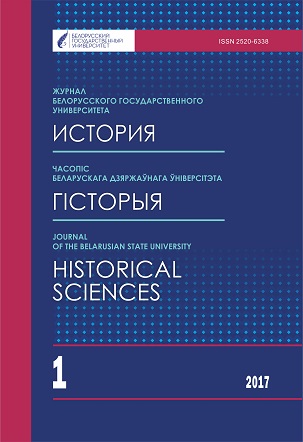 БЕЛОРУССКИЙ
ГОСУДАРСТВЕННЫЙ
УНИВЕРСИТЕТ
ISSN 2520-6338
ЖУРНАЛ
БЕЛОРУССКОГО ГОСУДАРСТВЕННОГО
УНИВЕРСИТЕТА
ИСТОРИЯ
ЧАСОПІС
БЕЛАРУСКАГА ДЗЯРЖАЎНАГА ЎНІВЕРСІТЭТА
ГІСТОРЫЯ
JOURNAL
OF THE BELARUSIAN STATE UNIVERSITY
HISTORICAL
SCIENCES
1
2017